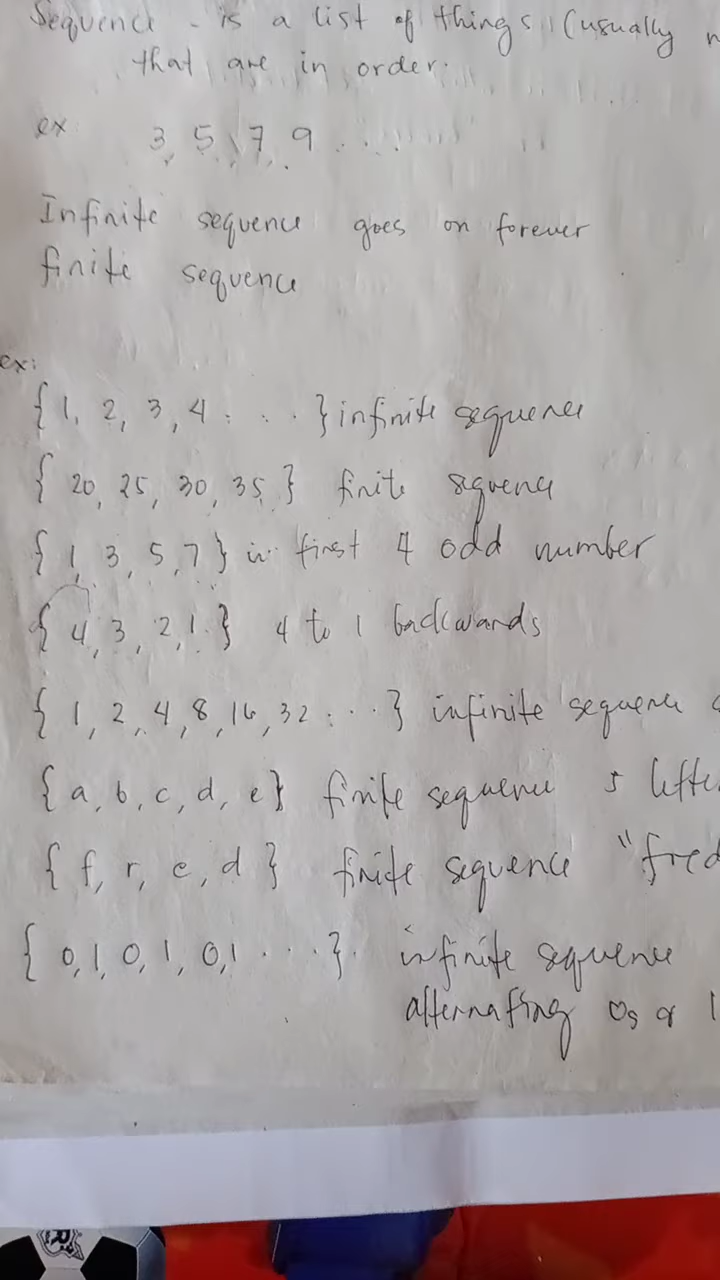 Sequence - is a list of things (usually
that are in order.
ex 3, 5, 7, 9 . . . .
Infinite sequence goes on forever
finite sequence
ex:
{ 1, 2, 3, 4 . . . } infinite sequence
{ 20, 25, 30, 35 } finite sequence
{ 1, 3, 5, 7 } is first 4 odd number
{ 4, 3, 2, 1 } 4 to 1 backwards
{ 1, 2, 4, 8, 16, 32 . . . } infinite sequence
{ a, b, c, d, e } finite sequence 5
{ f, r, e, d } finite sequence "fred
{ 0, 1, 0, 1, 0, 1 . . . } infinite sequence
alternating 0s & 1